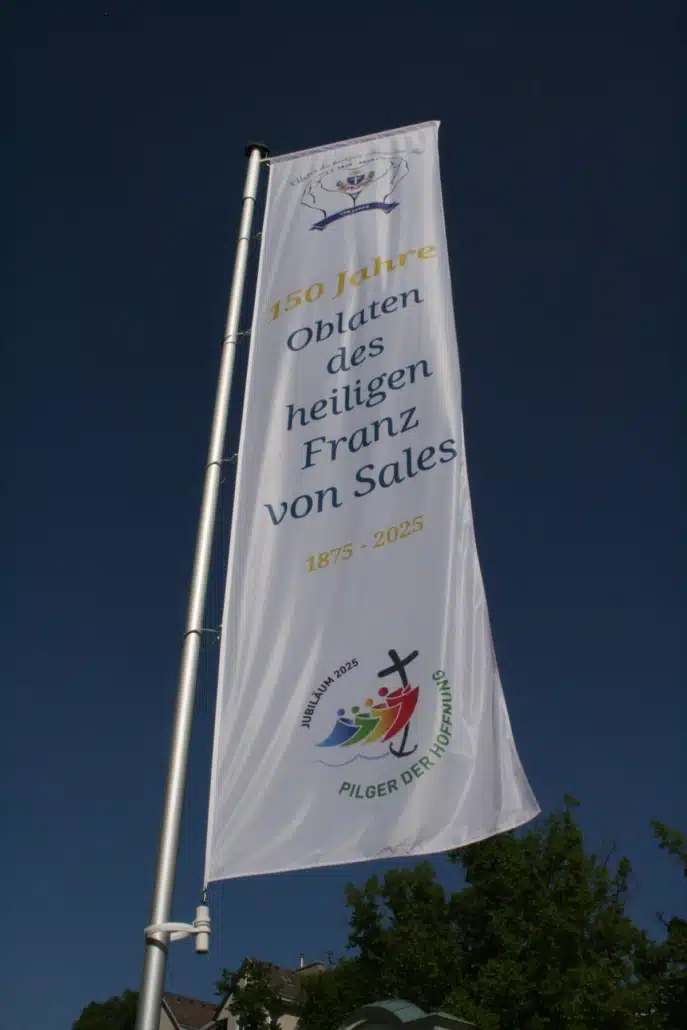 150 Jahre
Oblaten
des
heiligen
Franz
von Sales
1875 - 2025
JUBILÄUM 2025
PILGER DER HOFFNUNG